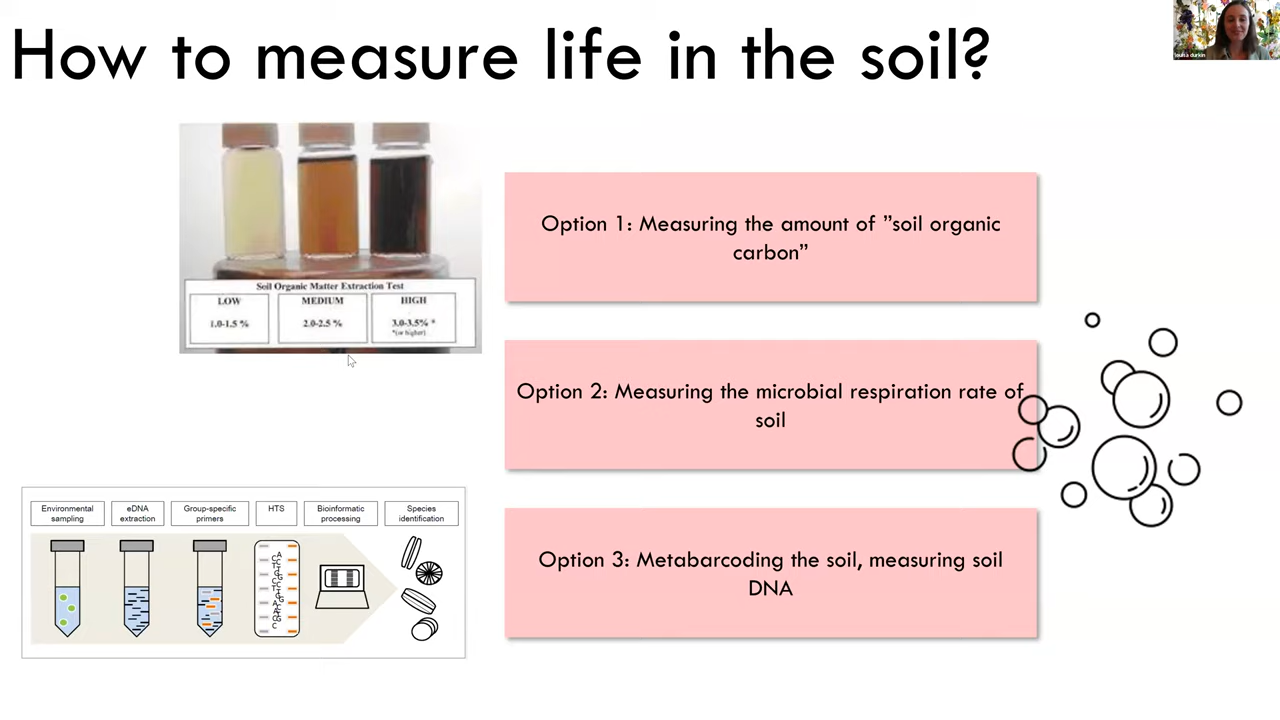 How to measure life in the soil?
louisa durkin
Soil Organic Matter Extraction Test
LOW
MEDIUM
HIGH
1.0-1.5 %
2.0-2.5 %
3.0-3.5% *
*(or higher)
Option 1: Measuring the amount of ”soil organic
carbon”
Option 2: Measuring the microbial respiration rate of
soil
Environmental
sampling
eDNA
extraction
Group-specific
primers
HTS
Bioinformatic
processing
Species
identification
Option 3: Metabarcoding the soil, measuring soil
DNA